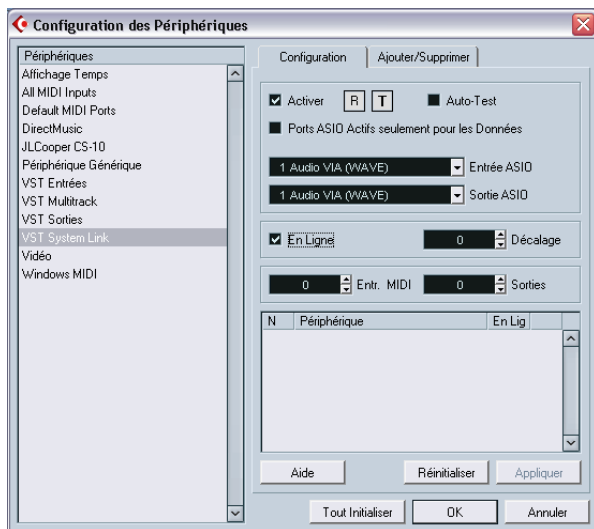 Configuration des Périphériques
Périphériques
Affichage Temps
All MIDI Inputs
Default MIDI Ports
DirectMusic
JLCooper CS-10
Périphérique Générique
VST Entrées
VST Multitrack
VST Sorties
VST System Link
Vidéo
Windows MIDI
Configuration Ajouter/Supprimer
Activer R T Auto-Test
Ports ASIO Actifs seulement pour les Données
1 Audio VIA (WAVE) Entrée ASIO
1 Audio VIA (WAVE) Sortie ASIO
En Ligne 0 Décalage
0 Entr. MIDI 0 Sorties
N Périphérique En Lig
Aide Réinitialiser Appliquer
Tout Initialiser OK Annuler